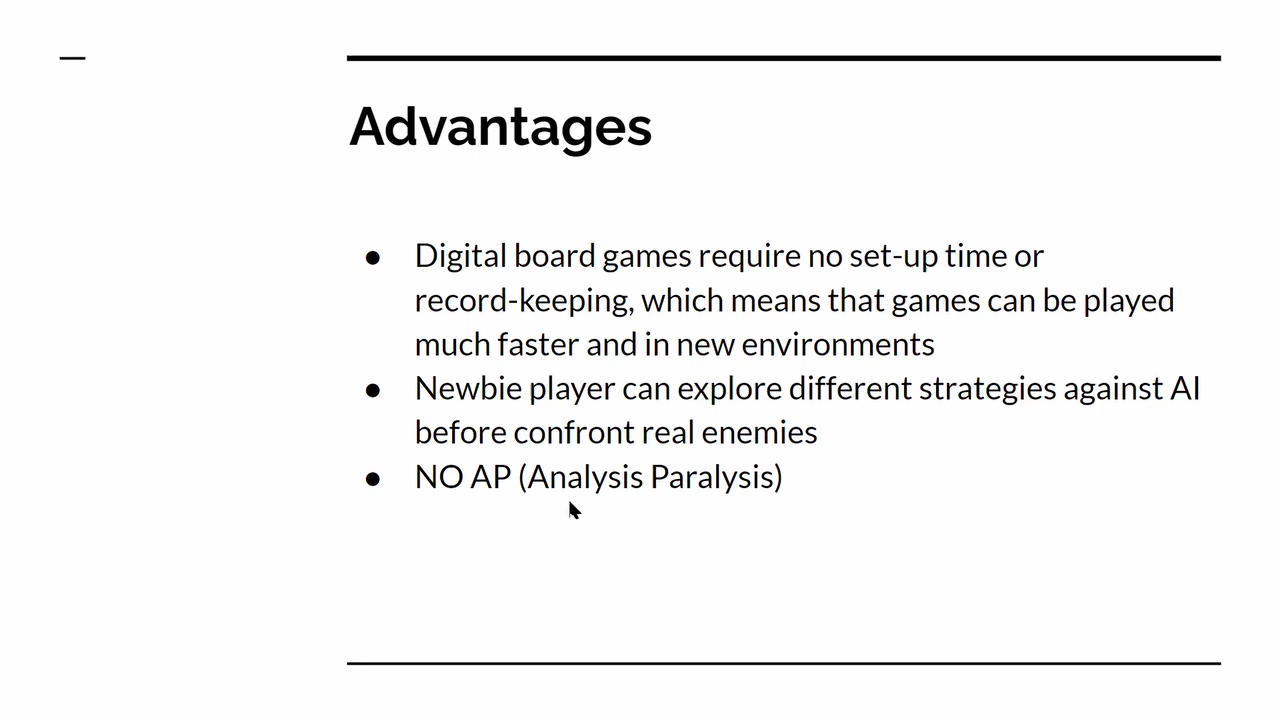 Advantages
● Digital board games require no set-up time or
record-keeping, which means that games can be played
much faster and in new environments
● Newbie player can explore different strategies against AI
before confront real enemies
● NO AP (Analysis Paralysis)